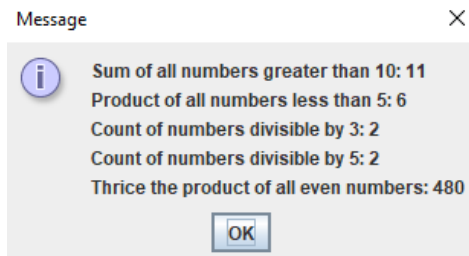 Message
Sum of all numbers greater than 10: 11
Product of all numbers less than 5: 6
Count of numbers divisible by 3: 2
Count of numbers divisible by 5: 2
Thrice the product of all even numbers: 480
OK